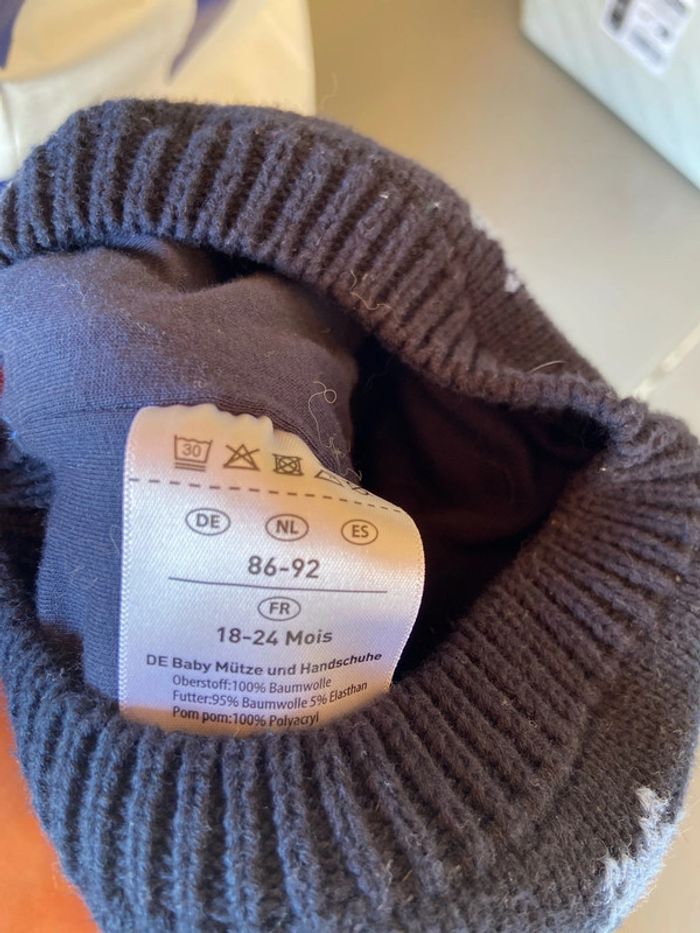 30
DE NL ES
86-92
FR
18-24 Mois
DE Baby Mütze und Handschuhe
Oberstoff:100% Baumwolle
Futter:95% Baumwolle 5% Elasthan
Pom pom:100% Polyacryl